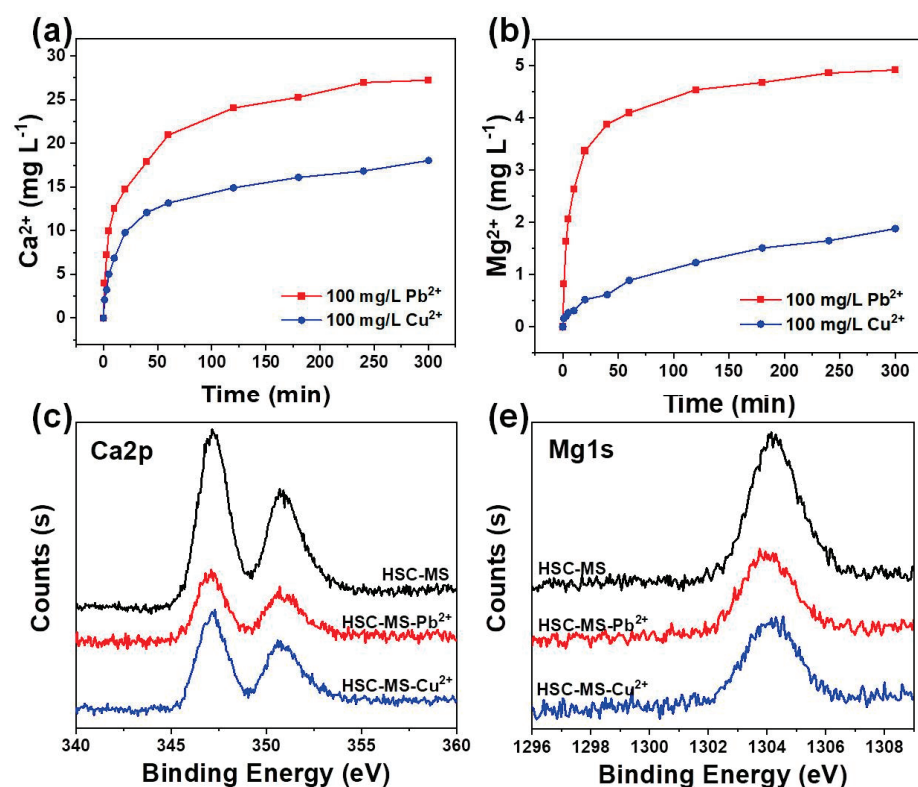 (a)
30
25
20
15
10
5
0
Ca²⁺ (mg L⁻¹)
100 mg/L Pb²⁺
100 mg/L Cu²⁺
0 50 100 150 200 250 300
Time (min)
(b)
5
4
3
2
1
0
Mg²⁺ (mg L⁻¹)
100 mg/L Pb²⁺
100 mg/L Cu²⁺
0 50 100 150 200 250 300
Time (min)
(c)
Ca2p
Counts (s)
HSC-MS
HSC-MS-Pb²⁺
HSC-MS-Cu²⁺
340 345 350 355 360
Binding Energy (eV)
(e)
Mg1s
Counts (s)
HSC-MS
HSC-MS-Pb²⁺
HSC-MS-Cu²⁺
1296 1298 1300 1302 1304 1306 1308
Binding Energy (eV)